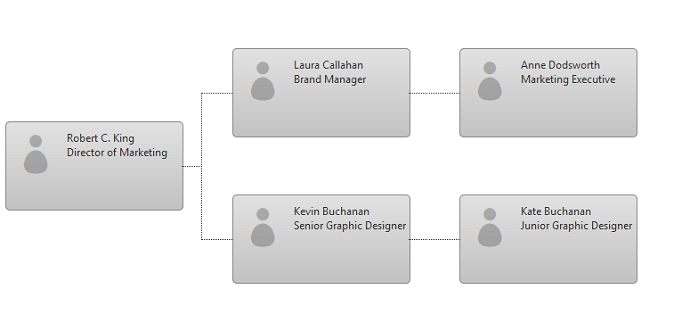 Laura Callahan
Brand Manager
Anne Dodsworth
Marketing Executive
Robert C. King
Director of Marketing
Kevin Buchanan
Senior Graphic Designer
Kate Buchanan
Junior Graphic Designer